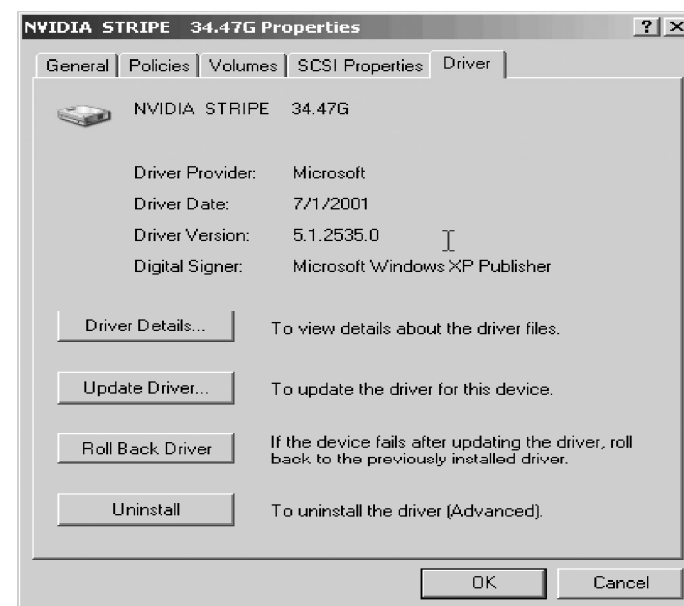 NVIDIA STRIPE 34.47G Properties
General Policies Volumes SCSI Properties Driver
NVIDIA STRIPE 34.47G
Driver Provider: Microsoft
Driver Date: 7/1/2001
Driver Version: 5.1.2535.0
Digital Signer: Microsoft Windows XP Publisher
Driver Details... To view details about the driver files.
Update Driver... To update the driver for this device.
Roll Back Driver If the device fails after updating the driver, roll
back to the previously installed driver.
Uninstall To uninstall the driver (Advanced).
OK Cancel